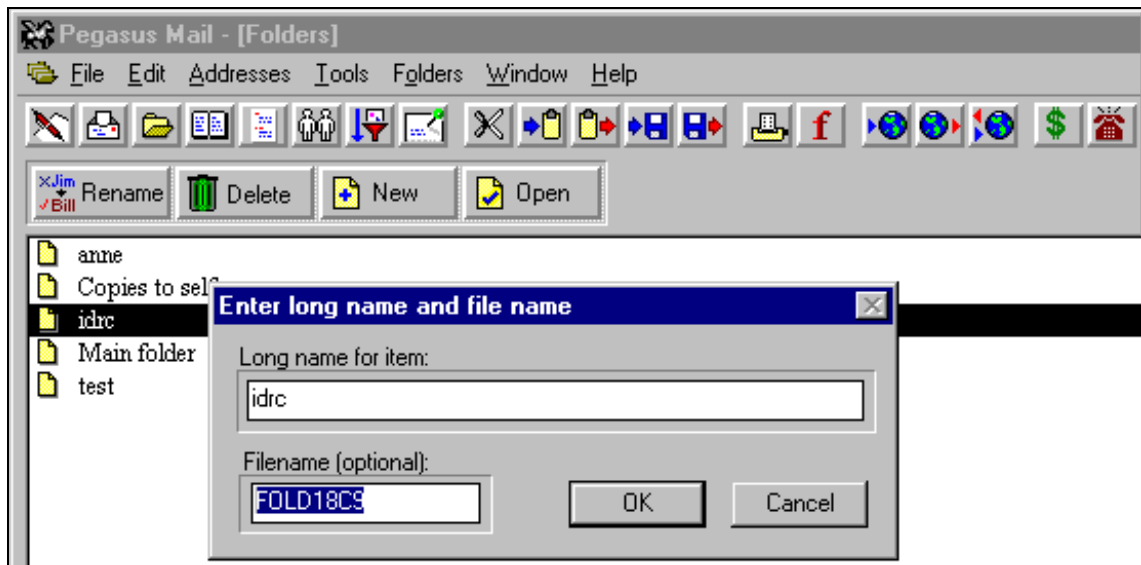 Pegasus Mail - [Folders]
File Edit Addresses Tools Folders Window Help
f $
Jim Bill Rename Delete New Open
anne
Copies to self
idrc
Main folder
test
Enter long name and file name
Long name for item:
idrc
Filename (optional):
FOLD18C9
OK Cancel